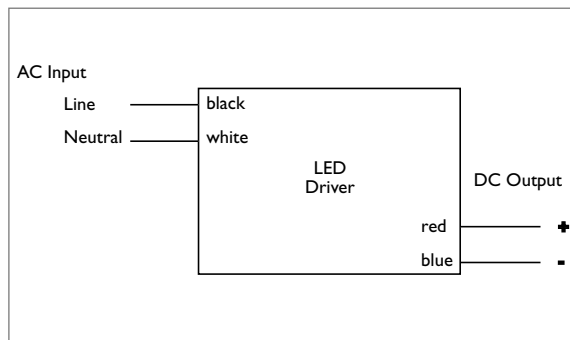 AC Input
Line
black
Neutral
white
LED
Driver
DC Output
red
+
blue
-